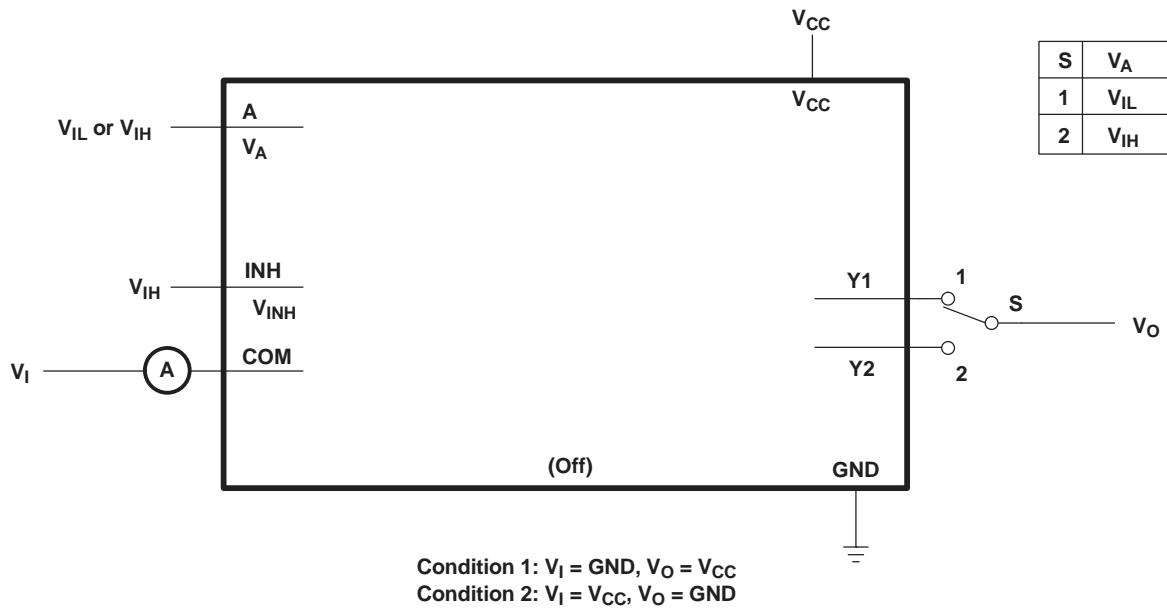 VCC
S VA
1 VIL
2 VIH
VCC
A
VIL or VIH
VA
INH
VIH
VINH
Y1
1
S
VO
COM
VI
A
Y2
2
(Off)
GND
Condition 1: VI = GND, VO = VCC
Condition 2: VI = VCC, VO = GND